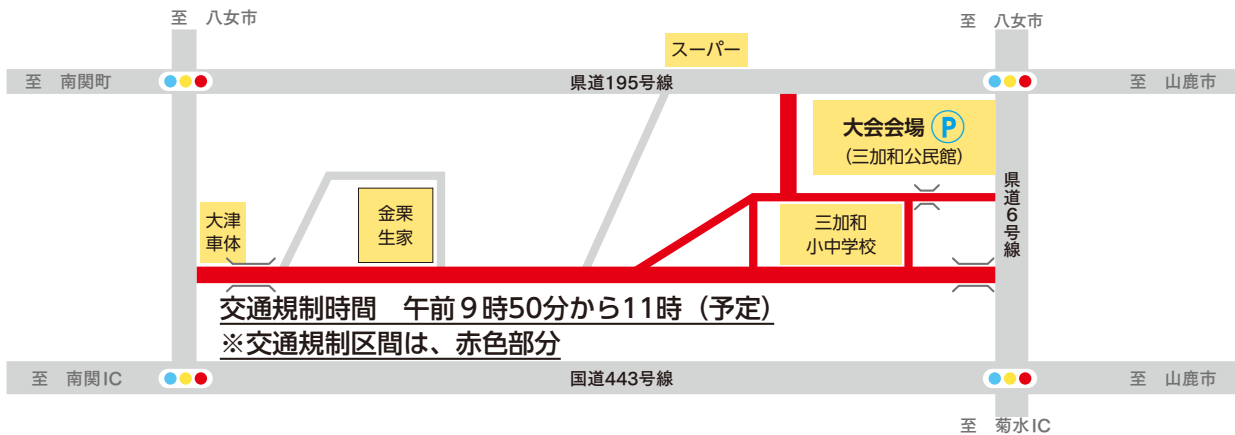 至　八女市
至　八女市
スーパー
至　南関町
県道195号線
至　山鹿市
大会会場 P
（三加和公民館）
県道6号線
大津
車体
金栗
生家
三加和
小中学校
交通規制時間　午前９時50分から11時（予定）
※交通規制区間は、赤色部分
至　南関IC
国道443号線
至　山鹿市
至　菊水IC